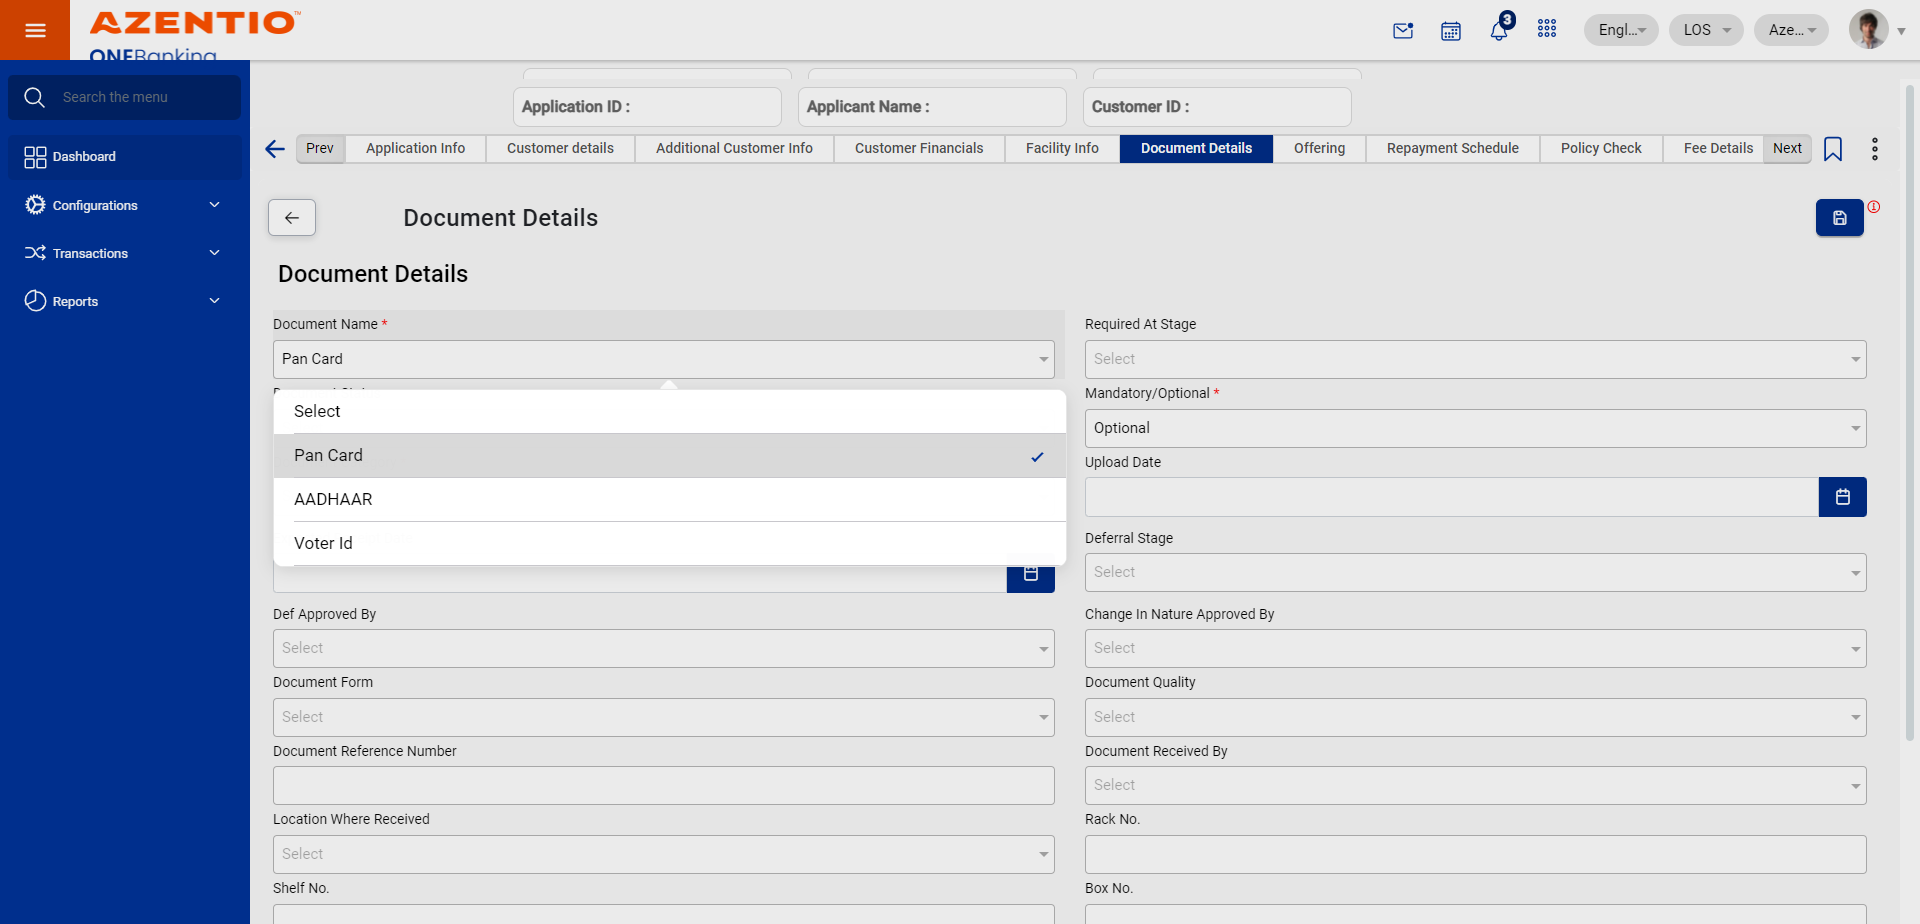 AZENTIO™
ONEBanking
3
Engl...
LOS
Aze...
Search the menu
Dashboard
Configurations
Transactions
Reports
Application ID :
Applicant Name :
Customer ID :
Prev
Application Info
Customer details
Additional Customer Info
Customer Financials
Facility Info
Document Details
Offering
Repayment Schedule
Policy Check
Fee Details
Next
Document Details
Document Details
Document Name *
Required At Stage
Pan Card
Select
Mandatory/Optional *
Select
Pan Card
AADHAAR
Voter Id
Optional
Upload Date
Deferral Stage
Select
Def Approved By
Change In Nature Approved By
Select
Select
Document Form
Document Quality
Select
Select
Document Reference Number
Document Received By
Select
Location Where Received
Rack No.
Select
Shelf No.
Box No.